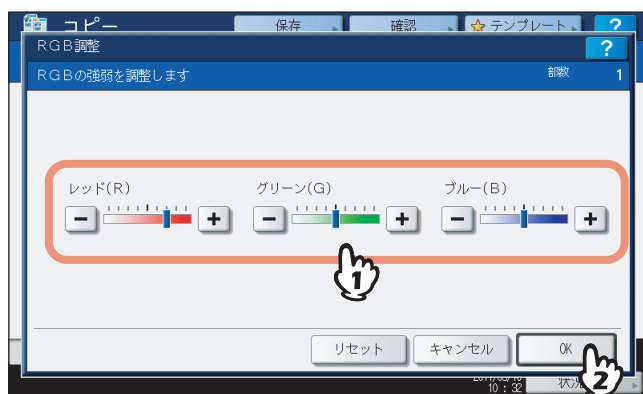 コピー 保存 確認 テンプレート ?
RGB調整 ?
RGBの強弱を調整します 部数 1
レッド(R) グリーン(G) ブルー(B)
- + - + - +
1
リセット キャンセル OK
2
10:32